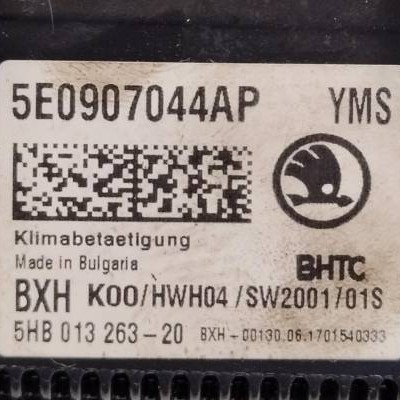 5E0907044AP YMS
Klimabetaetigung
Made in Bulgaria BHTC
BXH K00/HWH04/SW2001/01S
5HB 013 263-20 BXH-00130.06.1701540333